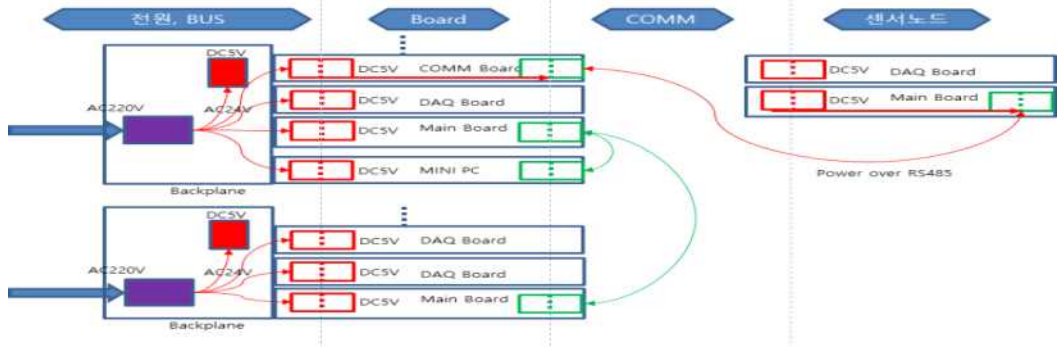 전원, BUS
Board
COMM
센서노드
DC5V
DC5V COMM Board
DC5V DAQ Board
AC220V
AC24V
DC5V DAQ Board
DC5V Main Board
DC5V Main Board
DC5V MINI PC
Power over RS485
Backplane
DC5V
DC5V DAQ Board
AC220V
AC24V
DC5V DAQ Board
DC5V Main Board
Backplane